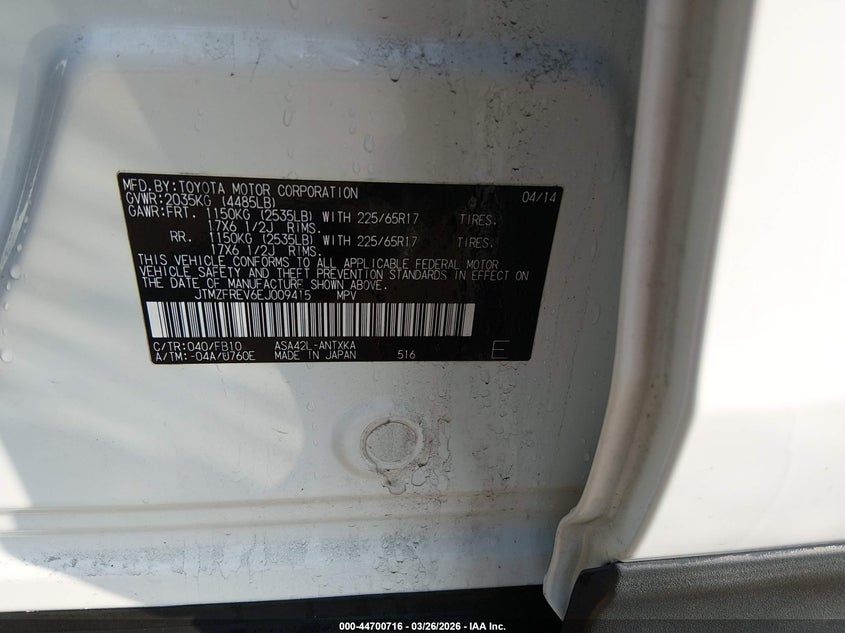 MFD.BY:TOYOTA MOTOR CORPORATION 04/14
GVWR:2035KG (4485LB)
GAWR:FRT. 1150KG (2535LB) WITH 225/65R17 TIRES.
17X6 1/2J RIMS.
RR. 1150KG (2535LB) WITH 225/65R17 TIRES.
17X6 1/2J RIMS.
THIS VEHICLE CONFORMS TO ALL APPLICABLE FEDERAL MOTOR
VEHICLE SAFETY AND THEFT PREVENTION STANDARDS IN EFFECT ON
THE DATE OF MANUFACTURE SHOWN ABOVE.
JTMZFREV6EJ009415 MPV
C/TR:040/FB10 ASA42L-ANTXKA
A/TM:-04A/U760E MADE IN JAPAN 516 E
000-44700716 - 03/26/2026 - IAA Inc.